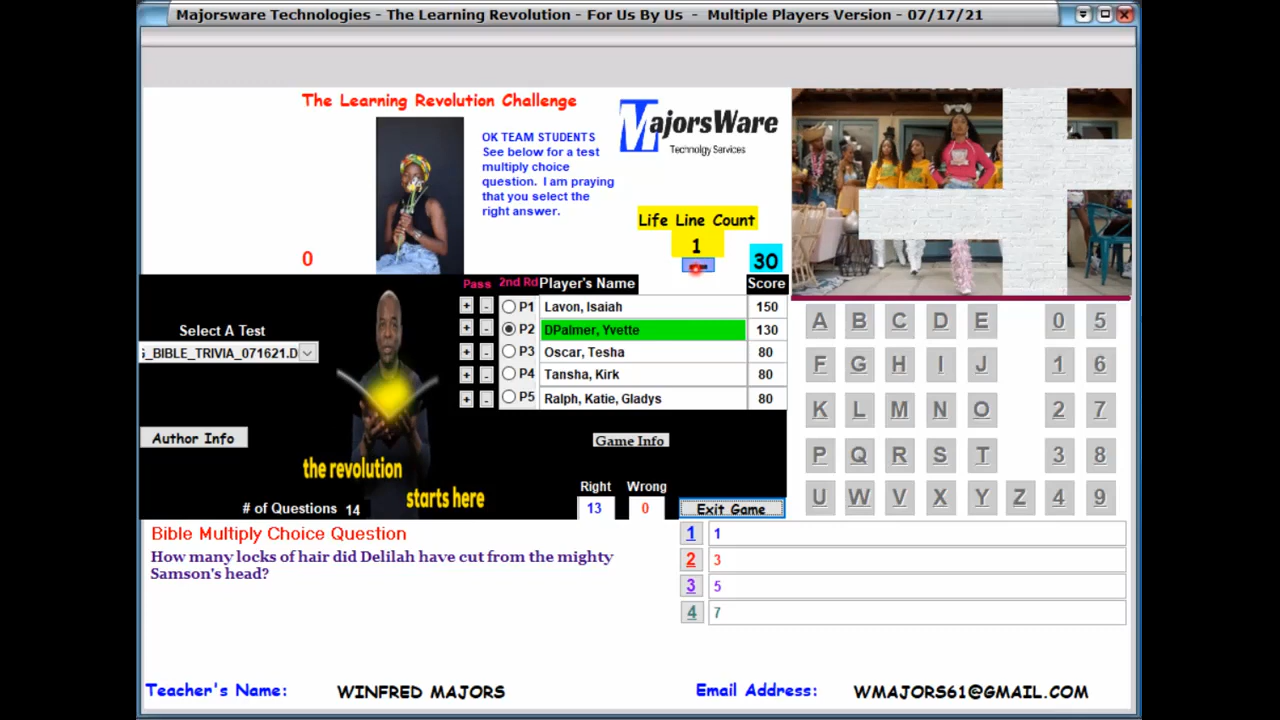 Majorsware Technologies - The Learning Revolution - For Us By Us - Multiple Players Version - 07/17/21
The Learning Revolution Challenge
OK TEAM STUDENTS
See below for a test
multiply choice
question. I am praying
that you select the
right answer.
MajorsWare
Technolgy Services
Life Line Count
1
0
30
Pass 2nd Rd Player's Name Score
+ - P1 Lavon, Isaiah 150
+ - P2 DPalmer, Yvette 130
+ - P3 Oscar, Tesha 80
+ - P4 Tansha, Kirk 80
+ - P5 Ralph, Katie, Gladys 80
Select A Test
i_BIBLE_TRIVIA_071621.D
Author Info
the revolution
starts here
# of Questions 14
Game Info
Right Wrong
13 0
Exit Game
A B C D E 0 5
F G H I J 1 6
K L M N O 2 7
P Q R S T 3 8
U W V X Y Z 4 9
Bible Multiply Choice Question
How many locks of hair did Delilah have cut from the mighty
Samson's head?
1 1
2 3
3 5
4 7
Teacher's Name: WINFRED MAJORS Email Address: WMAJORS61@GMAIL.COM